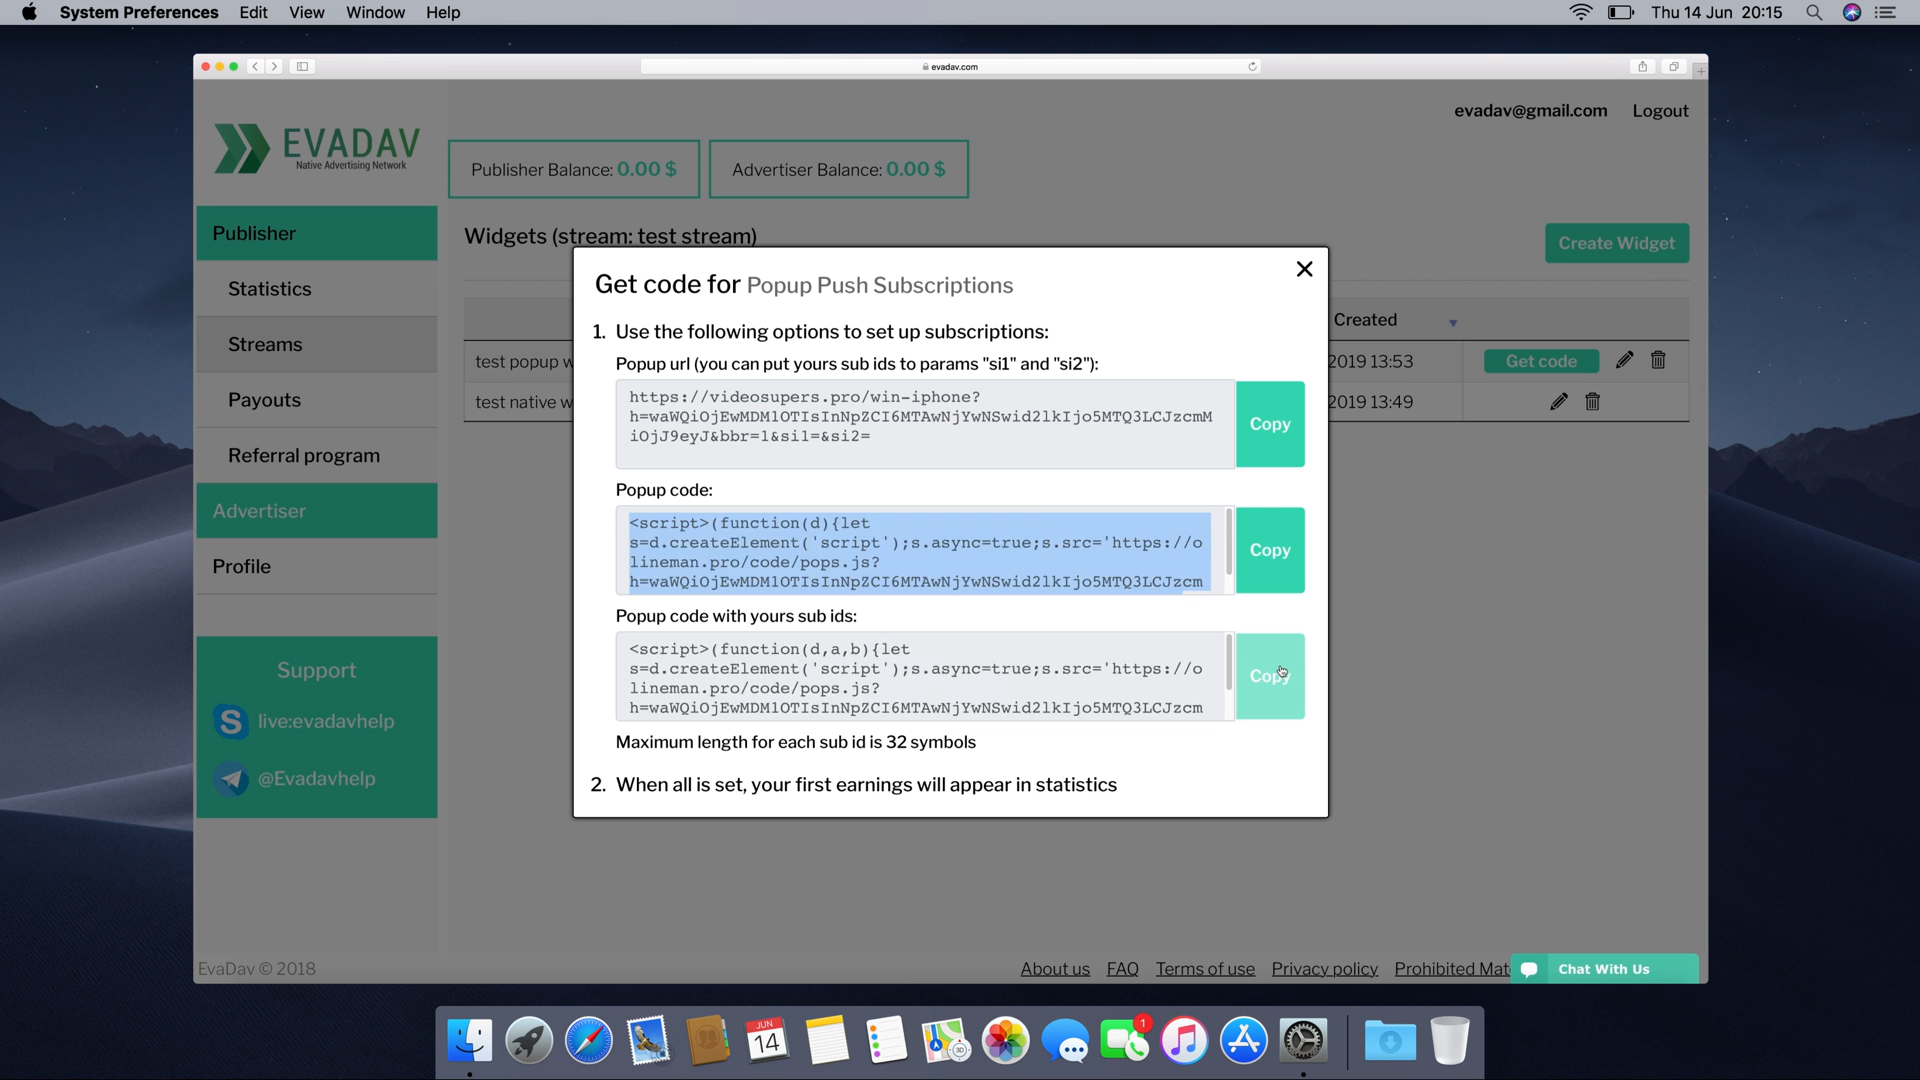 System Preferences Edit View Window Help
Thu 14 Jun 20:15
evadav.com
evadav@gmail.com Logout
EVADAV
Native Advertising Network
Publisher Balance: 0.00 $
Advertiser Balance: 0.00 $
Publisher
Statistics
Streams
Payouts
Referral program
Advertiser
Profile
Support
live:evadavhelp
@Evadavhelp
Widgets (stream: test stream)
Create Widget
Created
test popup w
2019 13:53
Get code
test native w
2019 13:49
Get code for Popup Push Subscriptions
1. Use the following options to set up subscriptions:
Popup url (you can put yours sub ids to params "si1" and "si2"):
https://videosupers.pro/win-iphone?
h=waWQiOjEwMDM1OTIsInNpZCI6MTAwNjYwNSwid2lkIjo5MTQ3LCJzcmM
iOjJ9eyJ&bbr=1&si1=&si2=
Copy
Popup code:
<script>(function(d){let
s=d.createElement('script');s.async=true;s.src='https://o
lineman.pro/code/pops.js?
h=waWQiOjEwMDM1OTIsInNpZCI6MTAwNjYwNSwid2lkIjo5MTQ3LCJzcm
Copy
Popup code with yours sub ids:
<script>(function(d,a,b){let
s=d.createElement('script');s.async=true;s.src='https://o
lineman.pro/code/pops.js?
h=waWQiOjEwMDM1OTIsInNpZCI6MTAwNjYwNSwid2lkIjo5MTQ3LCJzcm
Copy
Maximum length for each sub id is 32 symbols
2. When all is set, your first earnings will appear in statistics
EvaDav © 2018
About us FAQ Terms of use Privacy policy Prohibited Mat
Chat With Us
JUN
14
3D
1